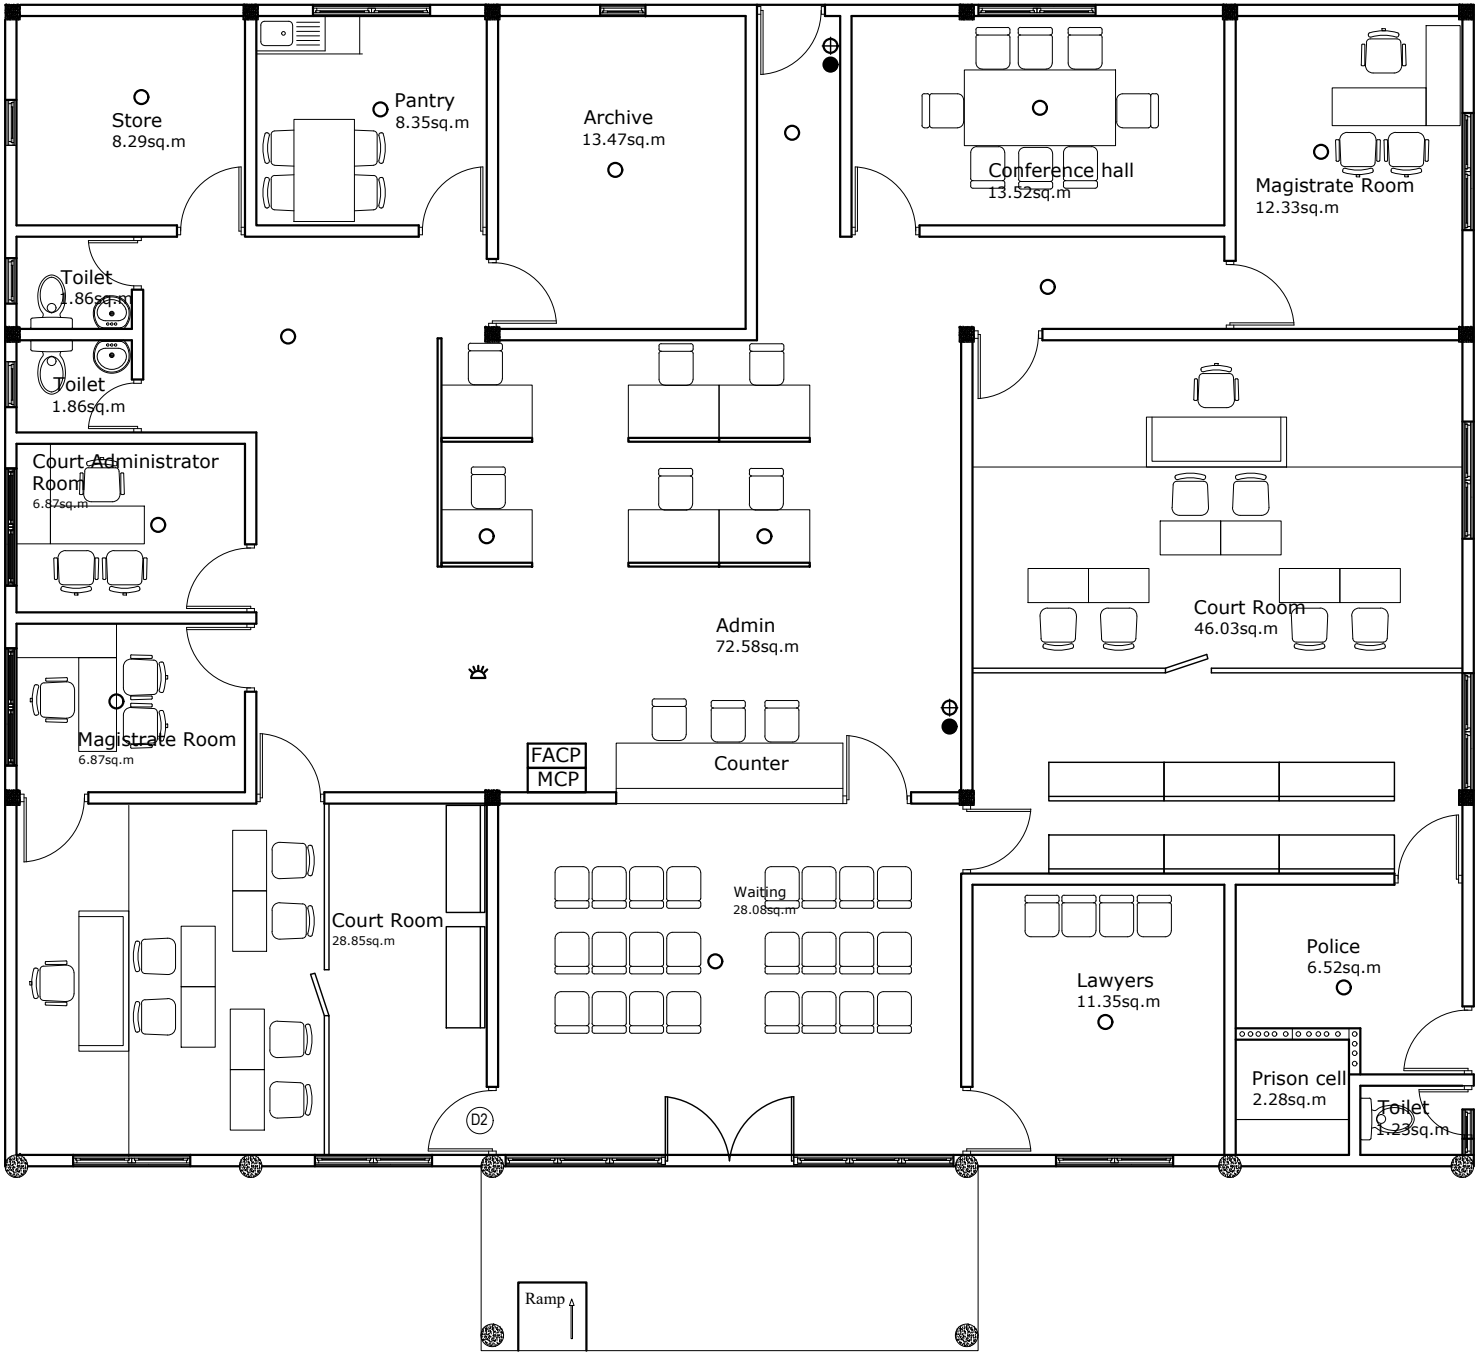 Store
8.29sq.m
Pantry
8.35sq.m
Archive
13.47sq.m
Conference hall
13.52sq.m
Magistrate Room
12.33sq.m
Toilet
1.86sq.m
Toilet
1.86sq.m
Court Administrator
Room
6.87sq.m
Admin
72.58sq.m
Court Room
46.03sq.m
Magistrate Room
6.87sq.m
FACP
MCP
Counter
Court Room
28.85sq.m
Waiting
28.08sq.m
Lawyers
11.35sq.m
Police
6.52sq.m
Prison cell
2.28sq.m
Toilet
1.23sq.m
D2
Ramp